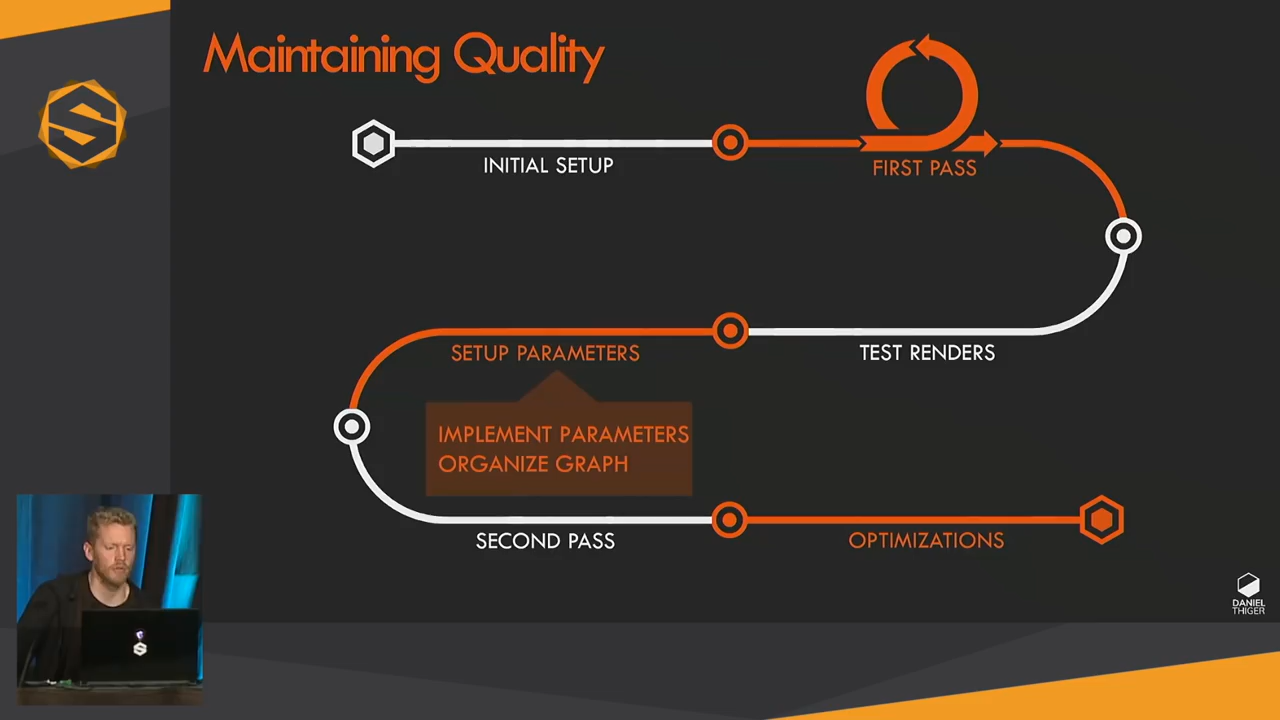 Maintaining Quality
INITIAL SETUP
FIRST PASS
SETUP PARAMETERS
TEST RENDERS
IMPLEMENT PARAMETERS
ORGANIZE GRAPH
SECOND PASS
OPTIMIZATIONS
DANIEL
THIGER